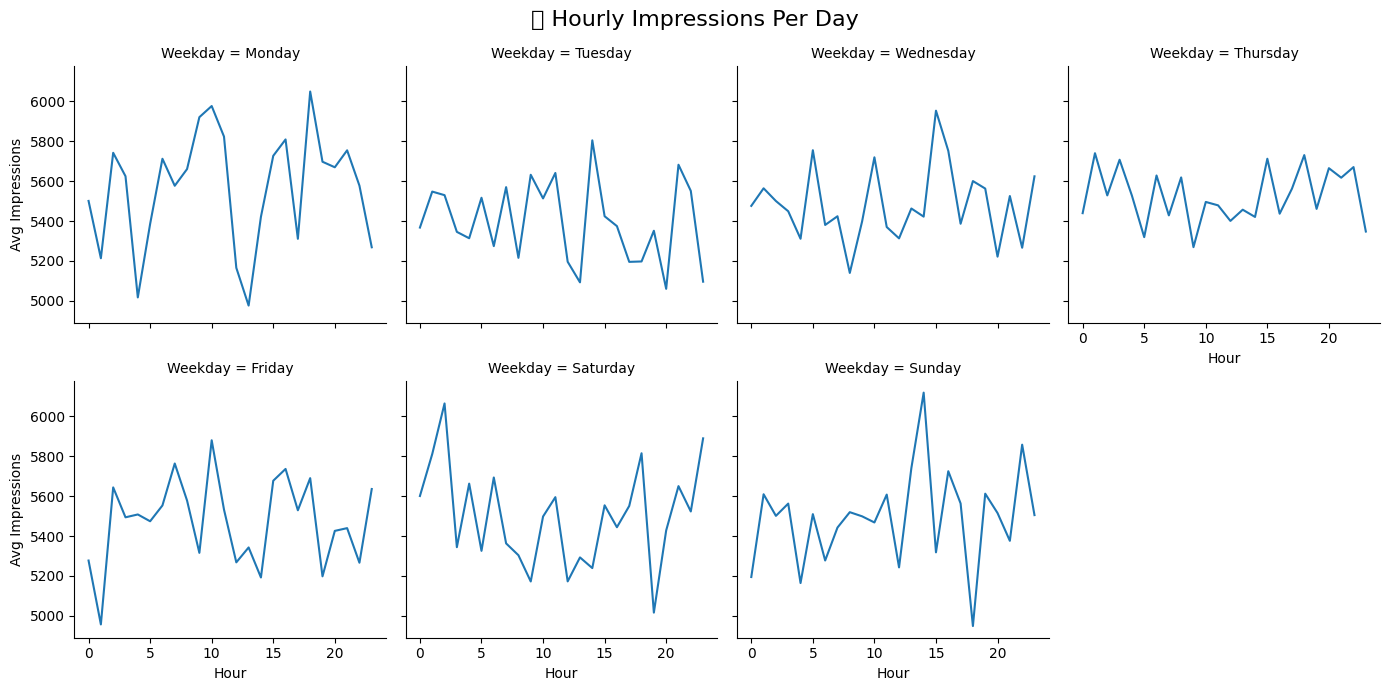 Hourly Impressions Per Day
Weekday = Monday
Weekday = Tuesday
Weekday = Wednesday
Weekday = Thursday
6000
5800
5600
5400
5200
5000
Avg Impressions
0 5 10 15 20
Hour
Weekday = Friday
Weekday = Saturday
Weekday = Sunday
6000
5800
5600
5400
5200
5000
Avg Impressions
0 5 10 15 20
0 5 10 15 20
0 5 10 15 20
Hour
Hour
Hour